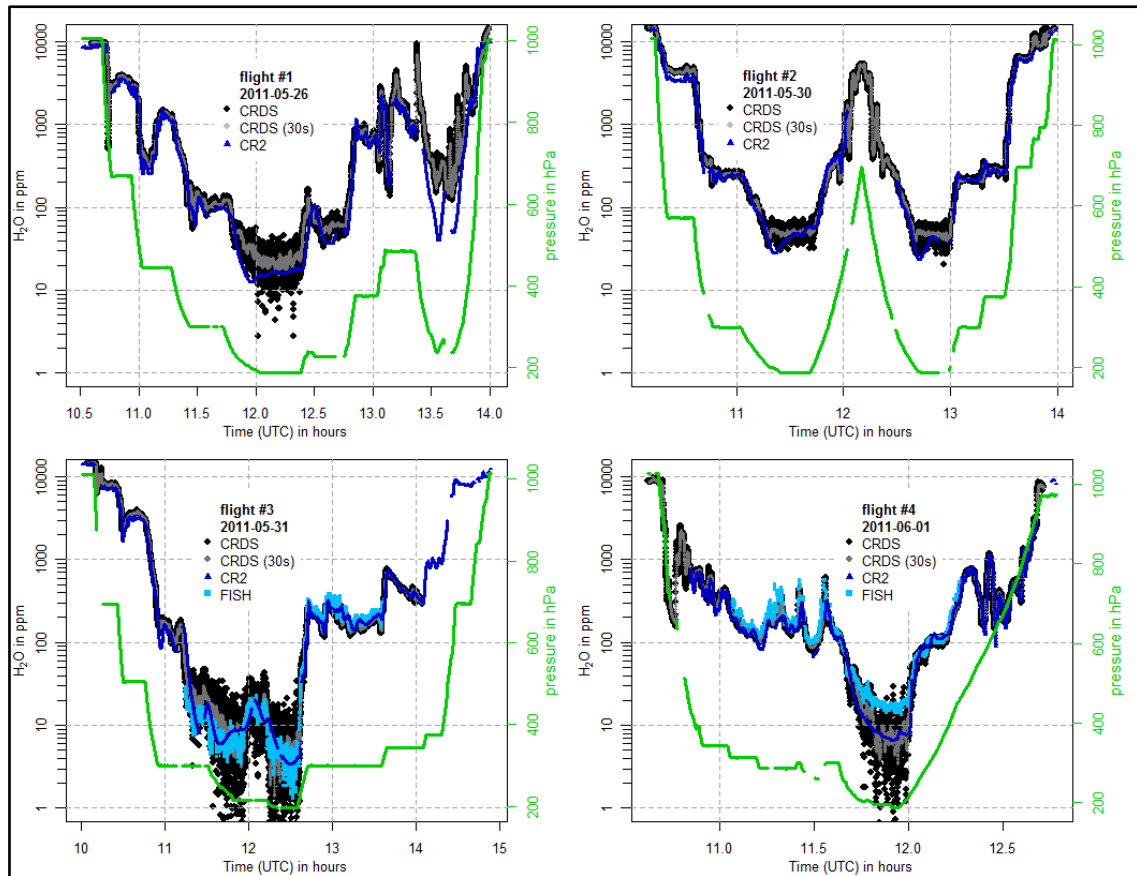 flight #1
2011-05-26
CRDS
CRDS (30s)
CR2
H2O in ppm
10000
1000
100
10
1
pressure in hPa
1000
800
600
400
200
10.5 11.0 11.5 12.0 12.5 13.0 13.5 14.0
Time (UTC) in hours
flight #2
2011-05-30
CRDS
CRDS (30s)
CR2
H2O in ppm
10000
1000
100
10
1
pressure in hPa
1000
800
600
400
200
11 12 13 14
Time (UTC) in hours
flight #3
2011-05-31
CRDS
CRDS (30s)
CR2
FISH
H2O in ppm
10000
1000
100
10
1
pressure in hPa
1000
800
600
400
200
10 11 12 13 14 15
Time (UTC) in hours
flight #4
2011-06-01
CRDS
CRDS (30s)
CR2
FISH
H2O in ppm
10000
1000
100
10
1
pressure in hPa
1000
800
600
400
200
11.0 11.5 12.0 12.5
Time (UTC) in hours